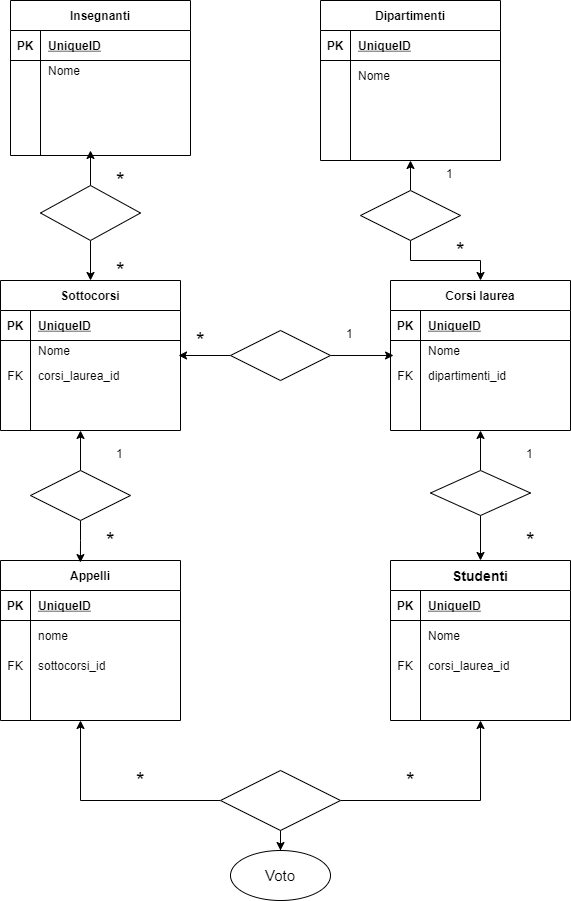 Insegnanti
PK UniqueID
Nome
Dipartimenti
PK UniqueID
Nome
*
1
*
*
Sottocorsi
PK UniqueID
Nome
FK corsi_laurea_id
*
1
Corsi laurea
PK UniqueID
Nome
FK dipartimenti_id
1
*
1
*
Appelli
PK UniqueID
nome
FK sottocorsi_id
Studenti
PK UniqueID
Nome
FK corsi_laurea_id
*
*
Voto